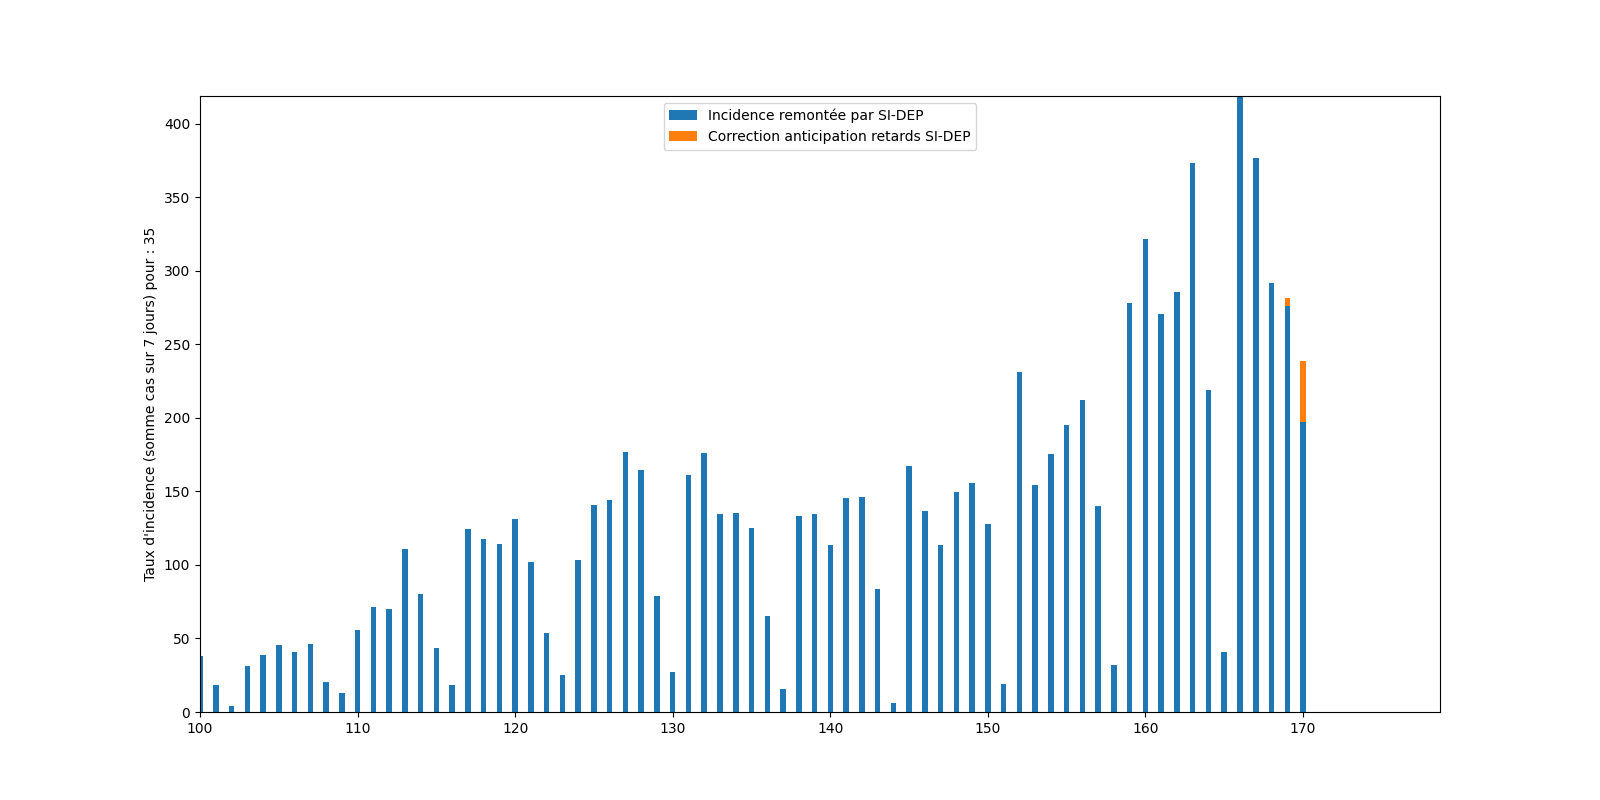 Incidence remontée par SI-DEP
Correction anticipation retards SI-DEP
Taux d'incidence (somme cas sur 7 jours) pour : 35
400
350
300
250
200
150
100
50
0
100 110 120 130 140 150 160 170